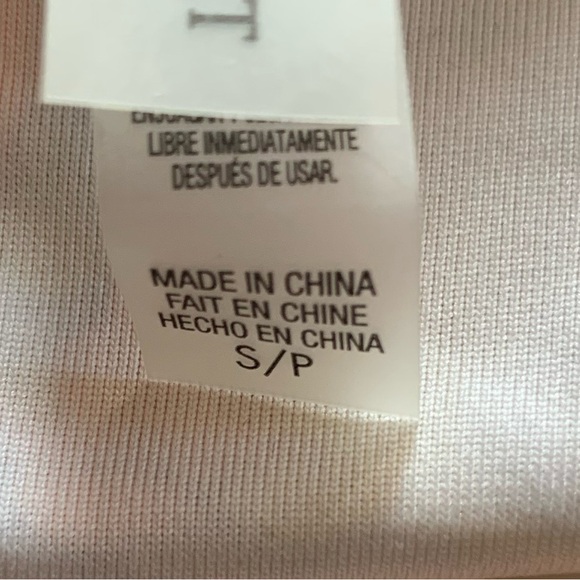 LIBRE INMEDIATAMENTE
DESPUÉS DE USAR.
MADE IN CHINA
FAIT EN CHINE
HECHO EN CHINA
S/P